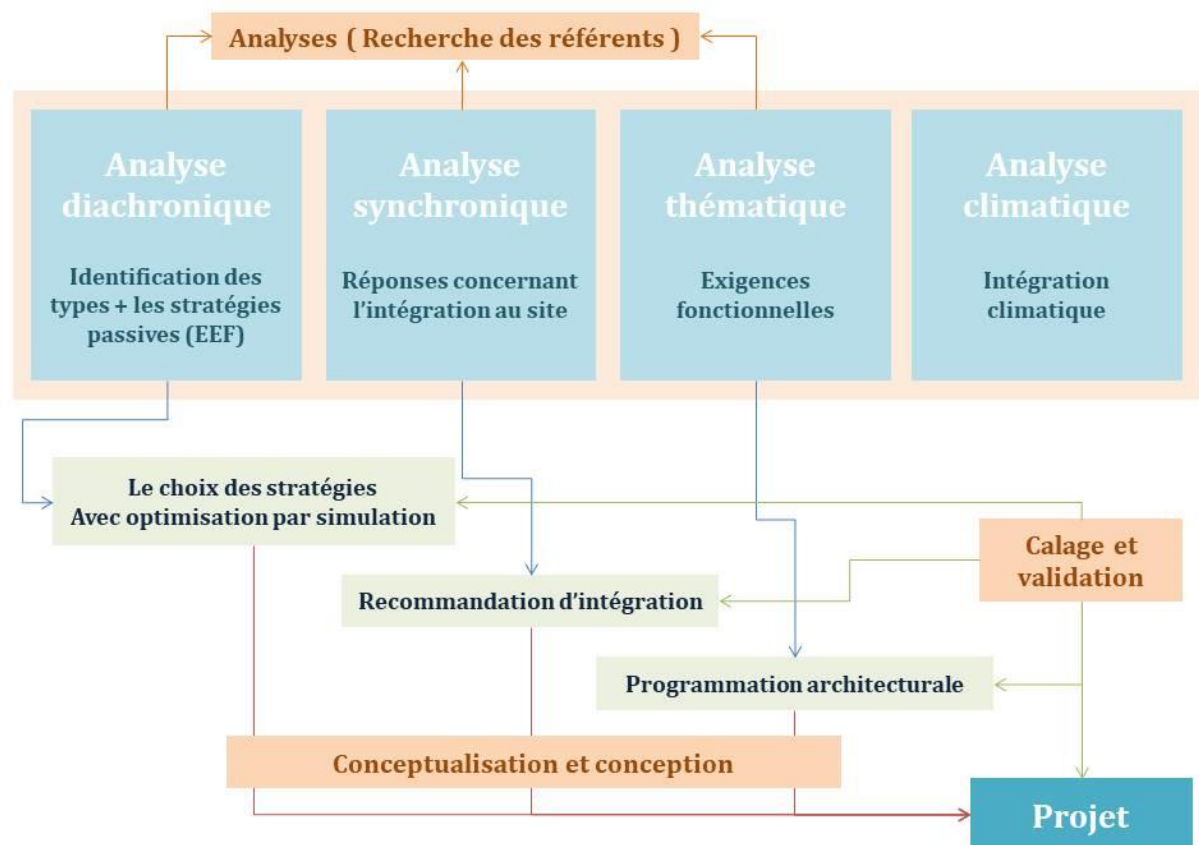 Analyses ( Recherche des référents )
Analyse
diachronique
Identification des
types + les stratégies
passives (EEF)
Analyse
synchronique
Réponses concernant
l’intégration au site
Analyse
thématique
Exigences
fonctionnelles
Analyse
climatique
Intégration
climatique
Le choix des stratégies
Avec optimisation par simulation
Calage et
validation
Recommandation d’intégration
Programmation architecturale
Conceptualisation et conception
Projet